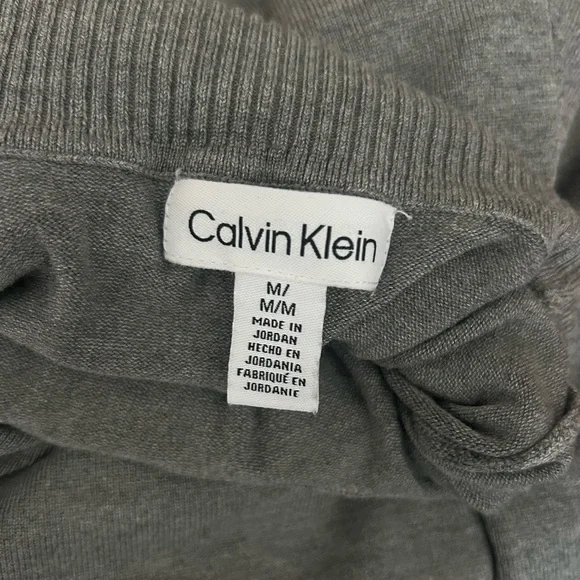 Calvin Klein
M/
M/M
MADE IN
JORDAN
HECHO EN
JORDANIA
FABRIQUÉ EN
JORDANIE